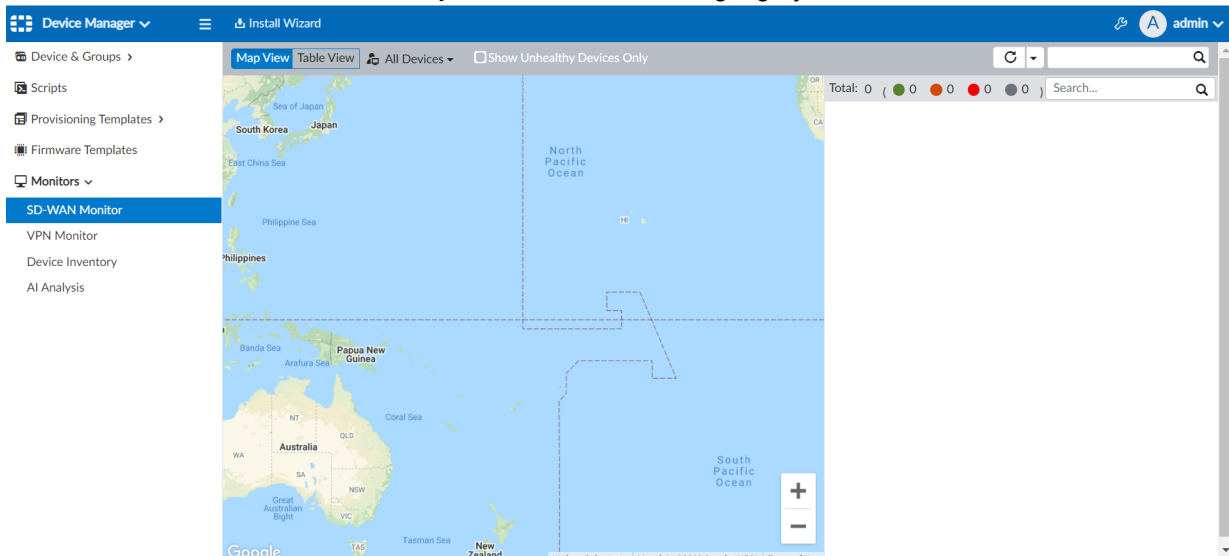 Device Manager
Install Wizard
A admin
Device & Groups
Scripts
Provisioning Templates
Firmware Templates
Monitors
SD-WAN Monitor
VPN Monitor
Device Inventory
AI Analysis
Map View Table View All Devices Show Unhealthy Devices Only
Total: 0 ( 0 0 0 0 ) Search...
OR
CA
Sea of Japan
South Korea
Japan
East China Sea
North
Pacific
Ocean
HI
Philippine Sea
Philippines
Banda Sea
Papua New
Guinea
Arafura Sea
Coral Sea
NT
QLD
Australia
WA
SA
NSW
Great
Australian
Bight
VIC
South
Pacific
Ocean
+
−
Google
TAS
Tasman Sea
New
Zealand